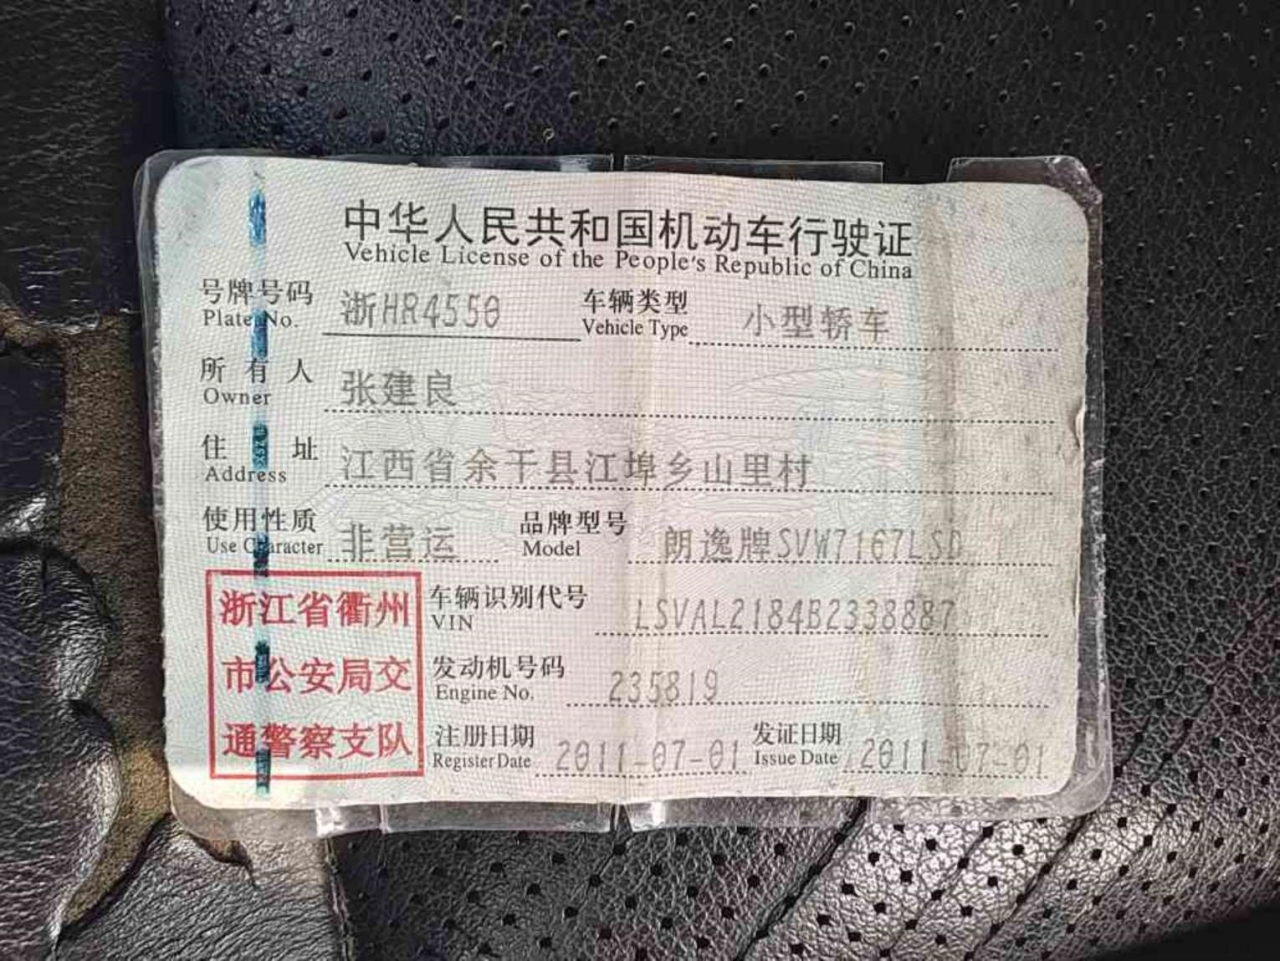 中华人民共和国机动车行驶证
Vehicle License of the People's Republic of China
号牌号码 浙HR4550 车辆类型 小型轿车
Plate No. Vehicle Type
所有人 张建良
Owner
住址 江西省余干县江埠乡山里村
Address
使用性质 非营运 品牌型号 朗逸牌SVW7167LSD
Use Character Model
浙江省衢州
市公安局交
通警察支队
车辆识别代号 LSVAL2184B2338887
VIN
发动机号码 235819
Engine No.
注册日期 2011-07-01 发证日期 2011-07-01
Register Date Issue Date